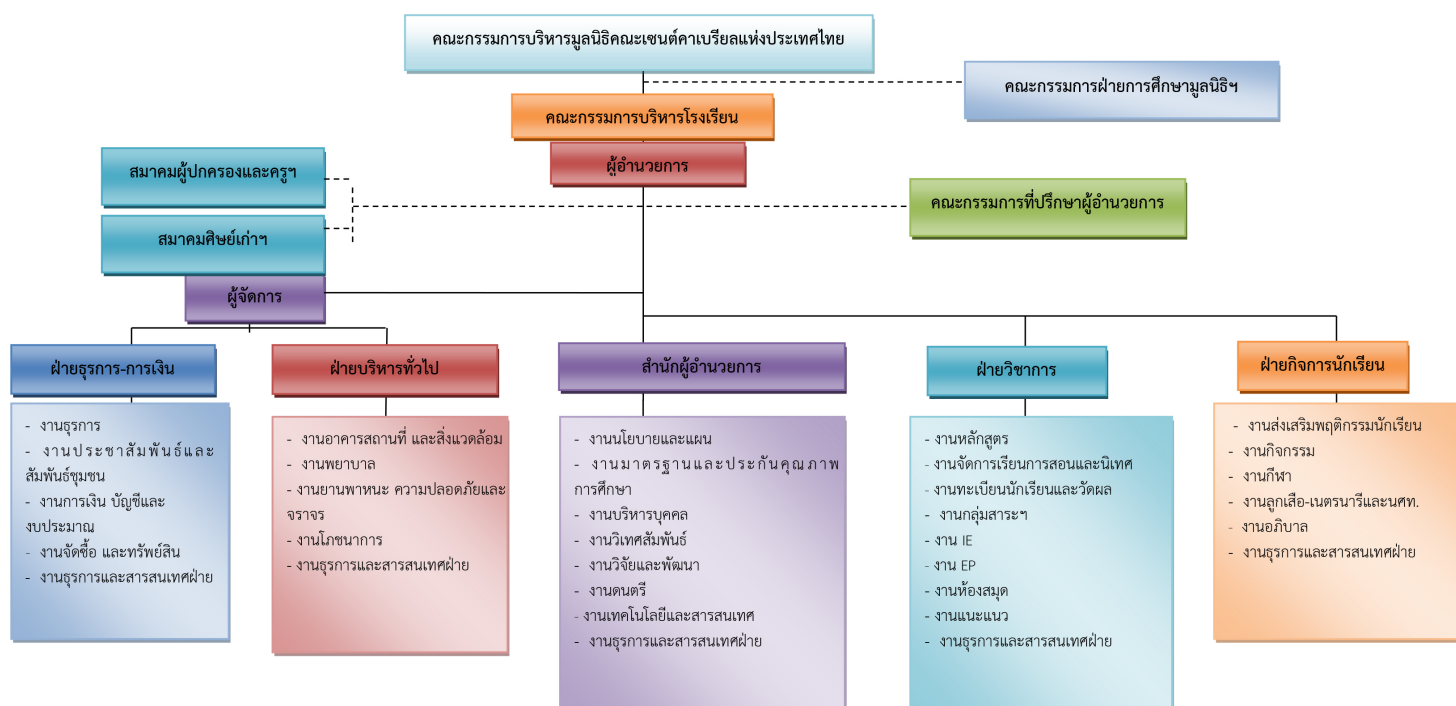 คณะกรรมการบริหารมูลนิธิคณะเซนต์คาเบรียลแห่งประเทศไทย
คณะกรรมการฝ่ายการศึกษามูลนิธิฯ
คณะกรรมการบริหารโรงเรียน
ผู้อำนวยการ
สมาคมผู้ปกครองและครูฯ
คณะกรรมการที่ปรึกษาผู้อำนวยการ
สมาคมศิษย์เก่าฯ
ผู้จัดการ
ฝ่ายธุรการ-การเงิน
- งานธุรการ
- งานประชาสัมพันธ์และ
สัมพันธ์ชุมชน
- งานการเงิน บัญชีและ
งบประมาณ
- งานจัดซื้อ และทรัพย์สิน
- งานธุรการและสารสนเทศฝ่าย
ฝ่ายบริหารทั่วไป
- งานอาคารสถานที่ และสิ่งแวดล้อม
- งานพยาบาล
- งานยานพาหนะ ความปลอดภัยและ
จราจร
- งานโภชนาการ
- งานธุรการและสารสนเทศฝ่าย
สำนักผู้อำนวยการ
- งานนโยบายและแผน
- งานมาตรฐานและประกันคุณภาพ
การศึกษา
- งานบริหารบุคคล
- งานวิเทศสัมพันธ์
- งานวิจัยและพัฒนา
- งานดนตรี
- งานเทคโนโลยีและสารสนเทศ
- งานธุรการและสารสนเทศฝ่าย
ฝ่ายวิชาการ
- งานหลักสูตร
- งานจัดการเรียนการสอนและนิเทศ
- งานทะเบียนนักเรียนและวัดผล
- งานกลุ่มสาระฯ
- งาน IE
- งาน EP
- งานห้องสมุด
- งานแนะแนว
- งานธุรการและสารสนเทศฝ่าย
ฝ่ายกิจการนักเรียน
- งานส่งเสริมพฤติกรรมนักเรียน
- งานกิจกรรม
- งานกีฬา
- งานลูกเสือ-เนตรนารีและนศท.
- งานอภิบาล
- งานธุรการและสารสนเทศฝ่าย